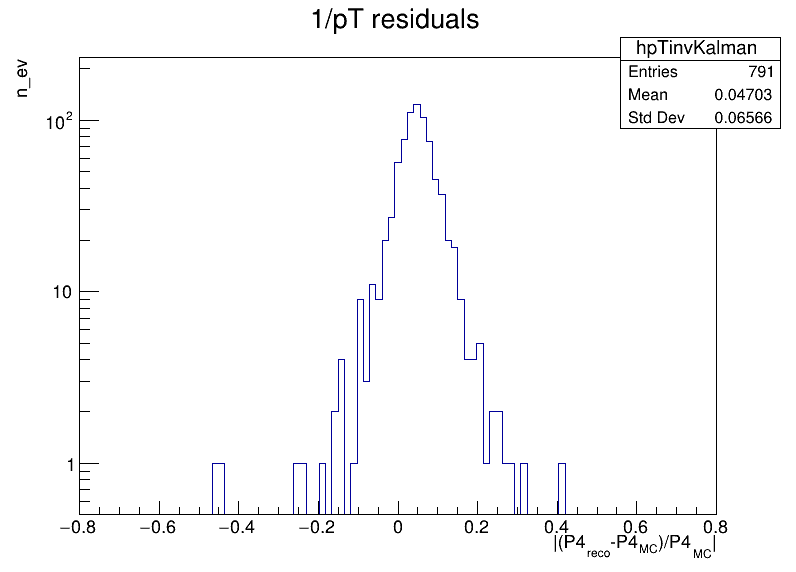 1/pT residuals
hpTinvKalman
Entries 791
Mean 0.04703
Std Dev 0.06566
n_ev
10²
10
1
−0.8 −0.6 −0.4 −0.2 0 0.2 0.4 0.6 0.8
|(P4reco-P4MC)/P4MC|